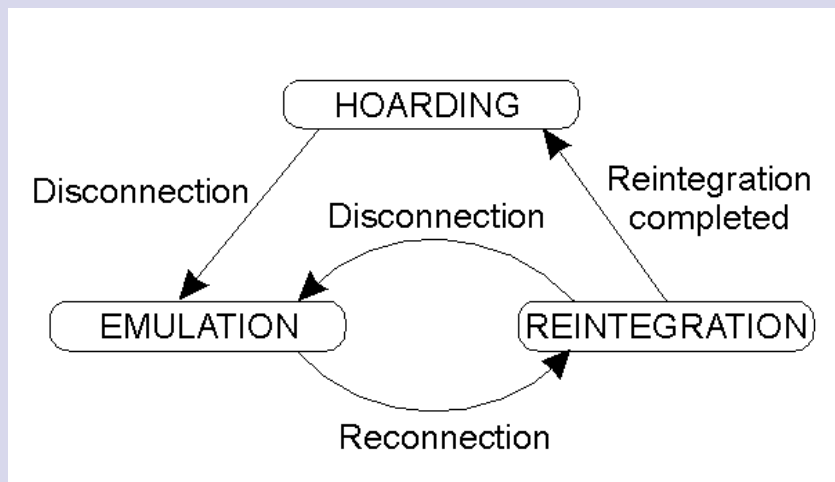 HOARDING
Disconnection
Reintegration
completed
Disconnection
EMULATION
REINTEGRATION
Reconnection